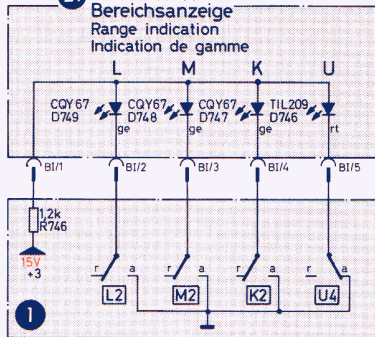 2
Bereichsanzeige
Range indication
Indication de gamme
L M K U
CQY67 CQY67 CQY67 TIL209
D749 D748 D747 D746
ge ge ge rt
BI/1 BI/2 BI/3 BI/4 BI/5
1,2k
R746
15V
+3
r a r a r a r a
L2 M2 K2 U4
1